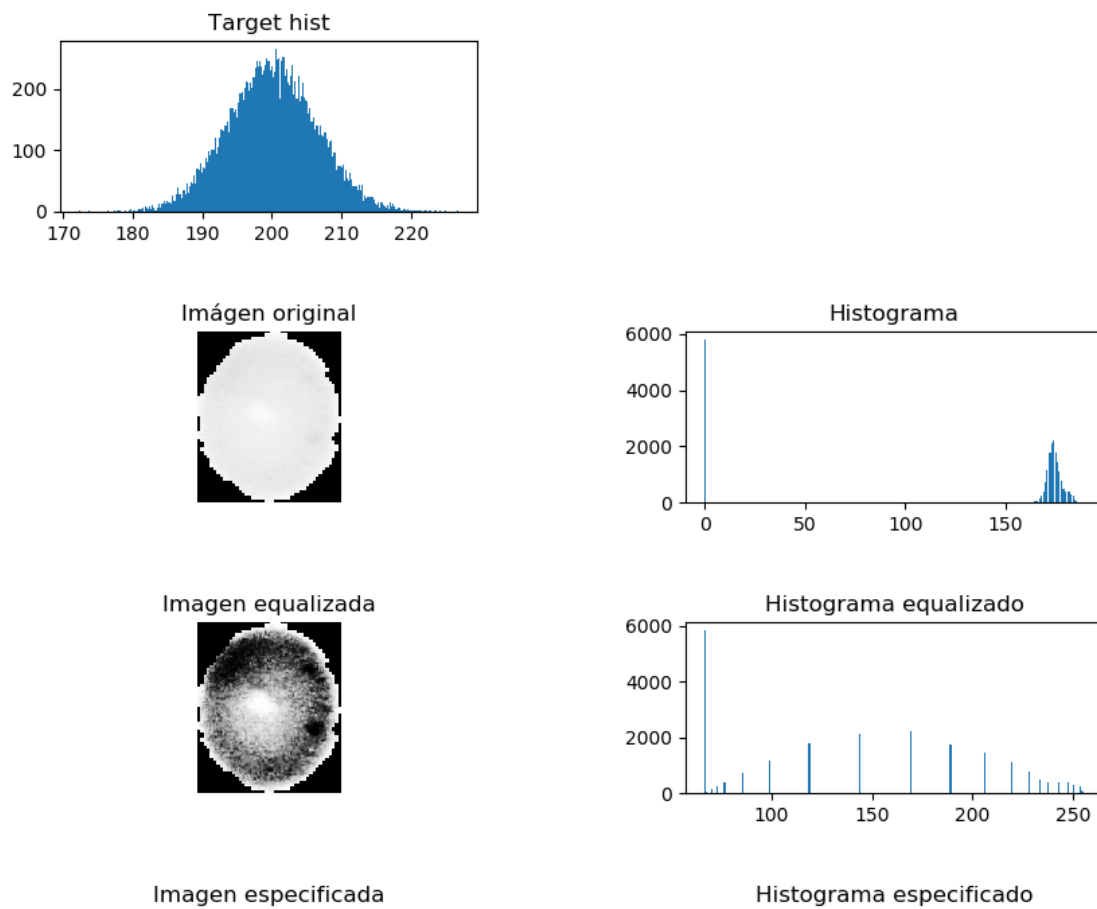 Target hist
200
100
0
170 180 190 200 210 220
Imágen original
Histograma
6000
4000
2000
0
0 50 100 150
Imagen equalizada
Histograma equalizado
6000
4000
2000
0
100 150 200 250
Imagen especificada
Histograma especificado